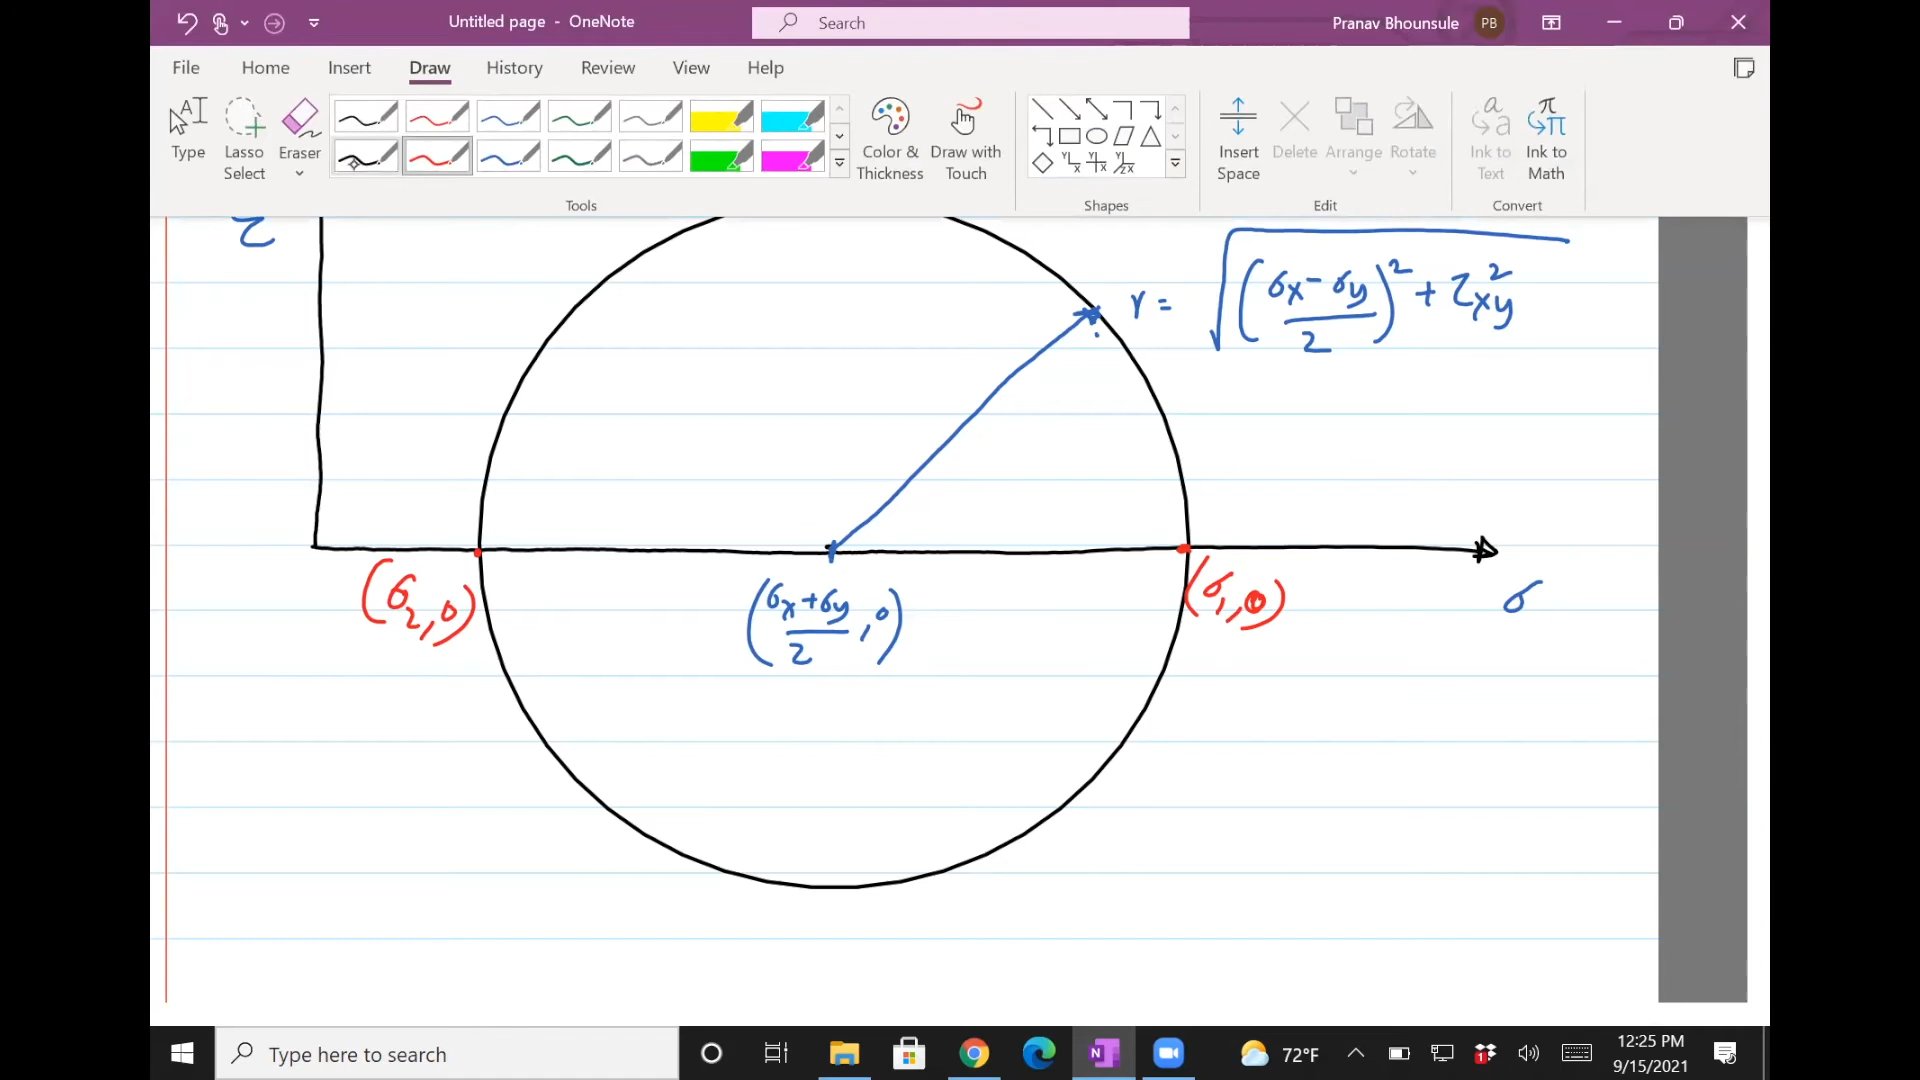 Untitled page - OneNote
Search
Pranav Bhounsule
PB
File Home Insert Draw History Review View Help
Type
Lasso Select
Eraser
Color & Thickness
Draw with Touch
Insert Space
Delete
Arrange
Rotate
Ink to Text
Ink to Math
Tools
Shapes
Edit
Convert
τ
r = √((σx - σy)/2)² + τ²xy
(σ2, 0)
((σx + σy)/2, 0)
(σ1, 0)
σ
Type here to search
72°F
12:25 PM
9/15/2021